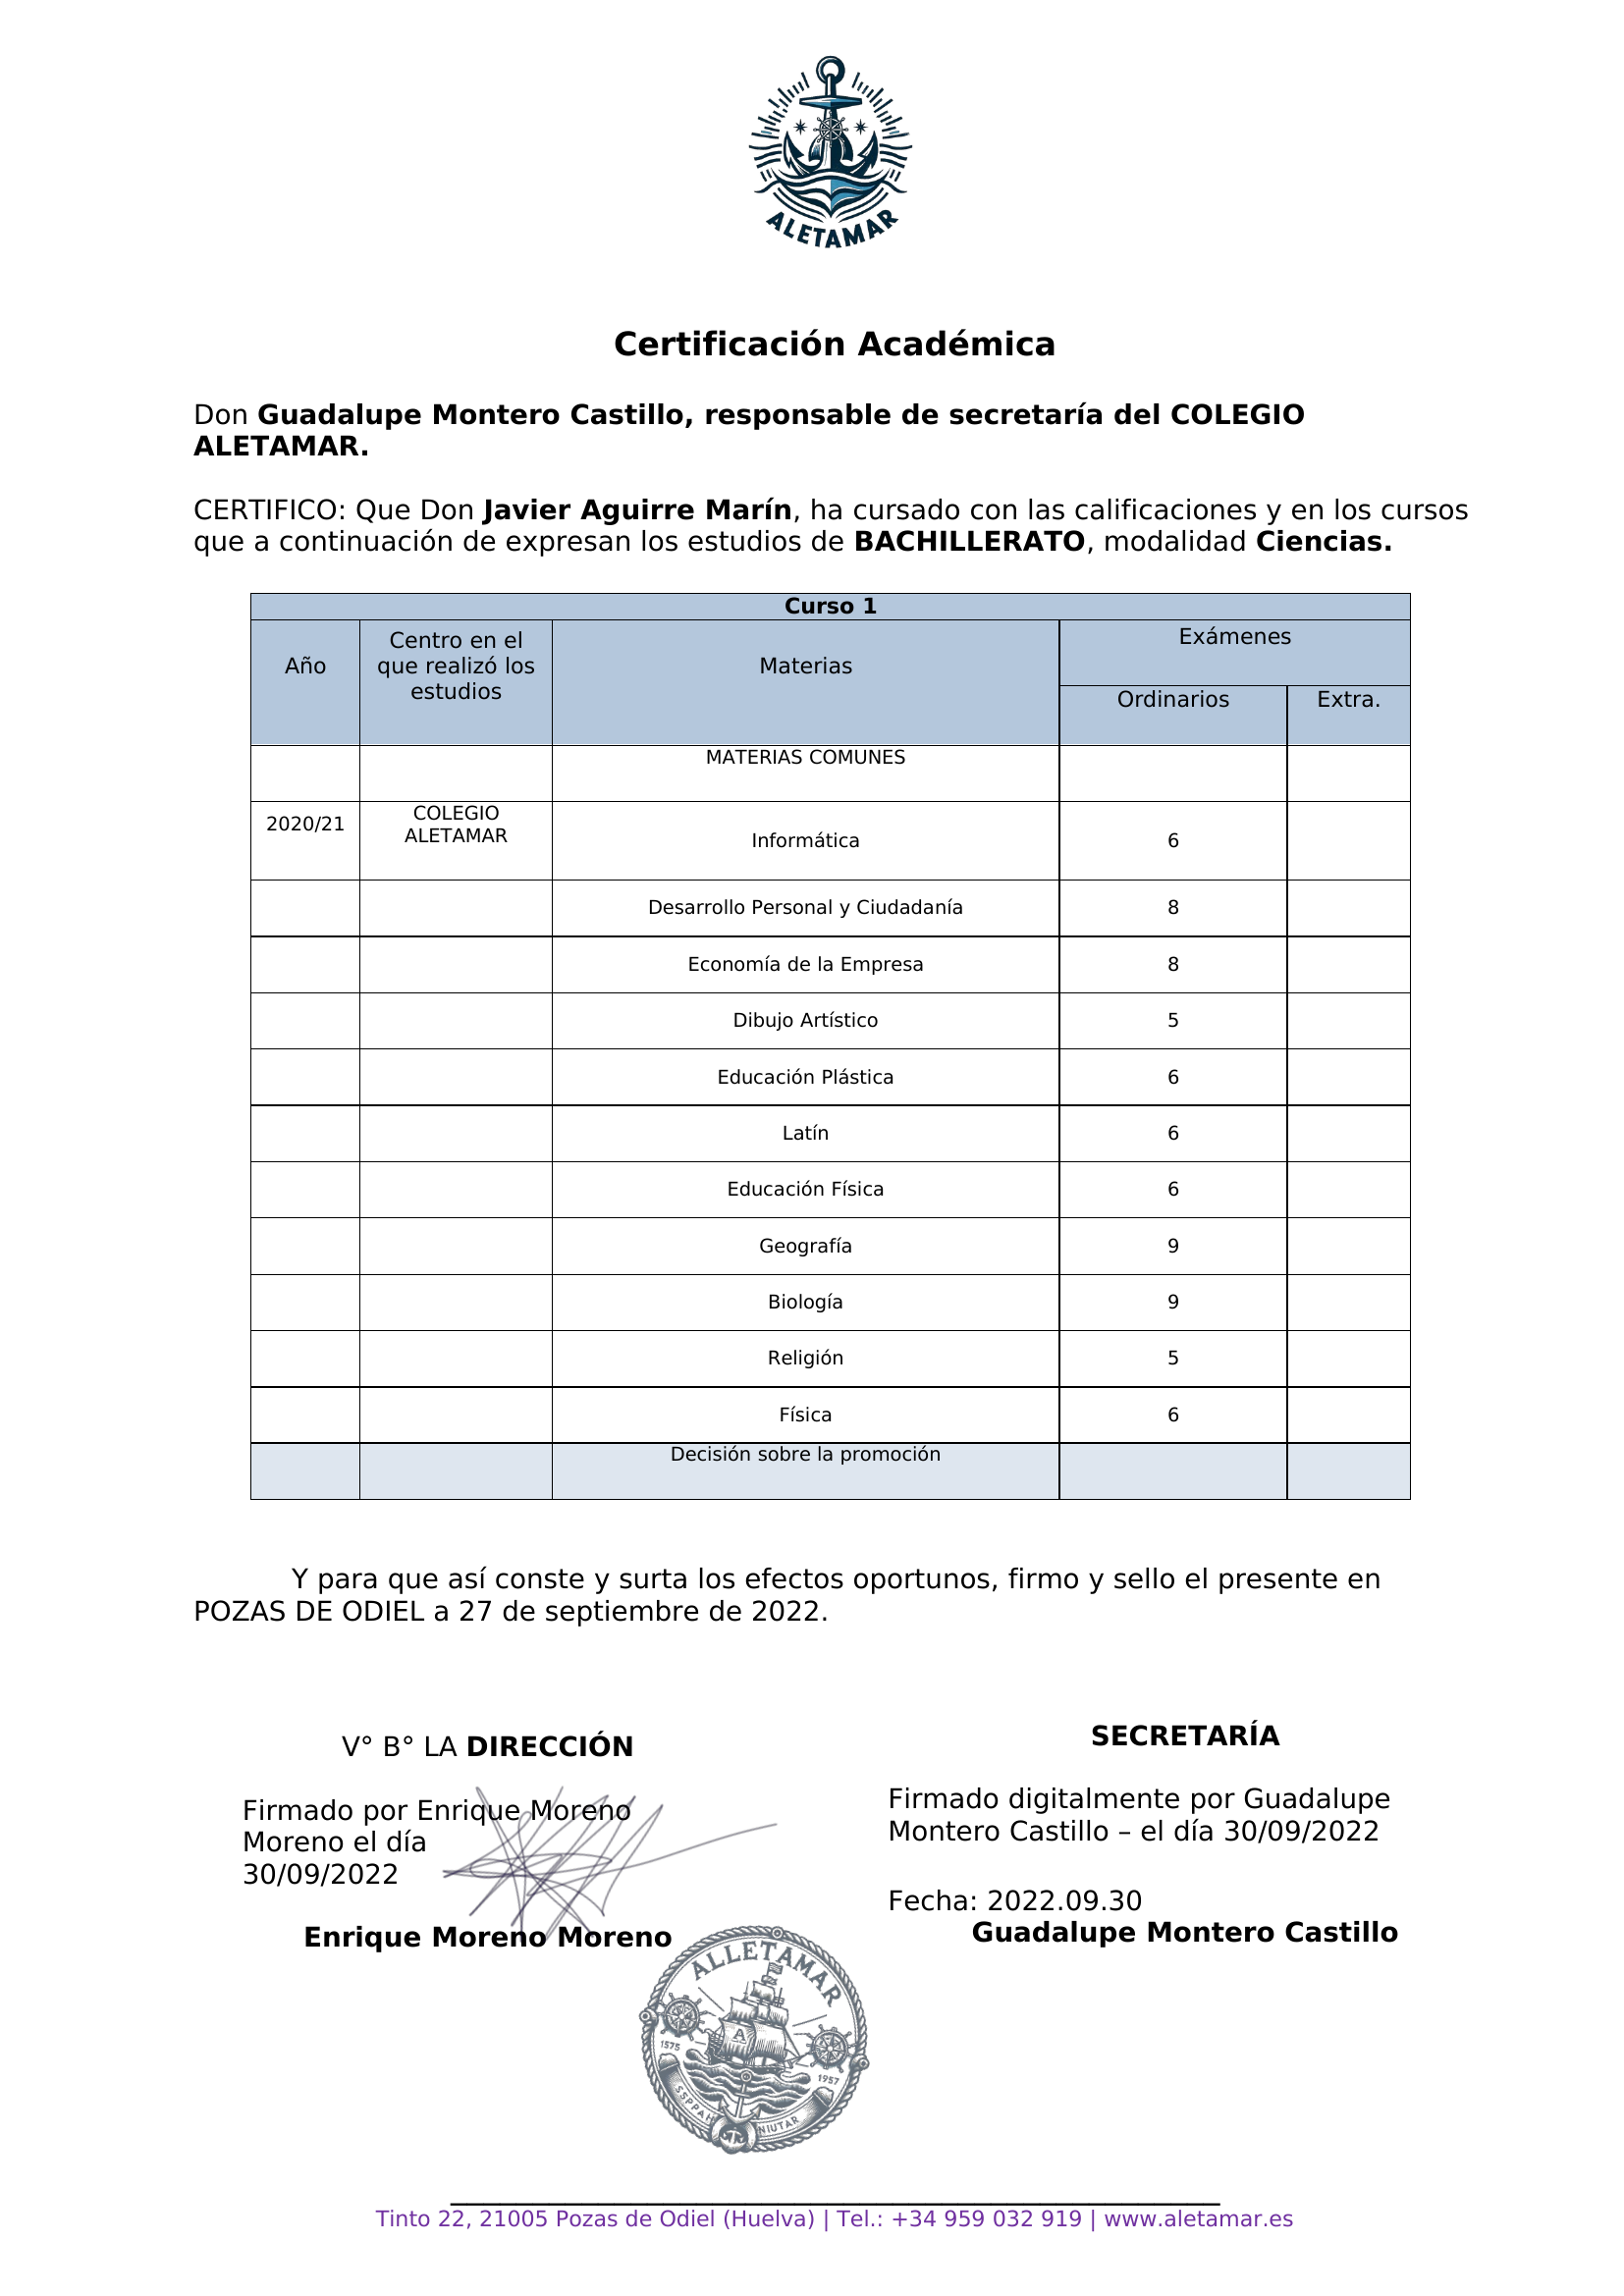 ALETAMAR
Certificación Académica
Don Guadalupe Montero Castillo, responsable de secretaría del COLEGIO
ALETAMAR.
CERTIFICO: Que Don Javier Aguirre Marín, ha cursado con las calificaciones y en los cursos
que a continuación de expresan los estudios de BACHILLERATO, modalidad Ciencias.
Curso 1
Año
Centro en el
que realizó los
estudios
Materias
Exámenes
Ordinarios
Extra.
MATERIAS COMUNES
2020/21
COLEGIO
ALETAMAR
Informática 6
Desarrollo Personal y Ciudadanía 8
Economía de la Empresa 8
Dibujo Artístico 5
Educación Plástica 6
Latín 6
Educación Física 6
Geografía 9
Biología 9
Religión 5
Física 6
Decisión sobre la promoción
Y para que así conste y surta los efectos oportunos, firmo y sello el presente en
POZAS DE ODIEL a 27 de septiembre de 2022.
V° B° LA DIRECCIÓN
Firmado por Enrique Moreno
Moreno el día
30/09/2022
Enrique Moreno Moreno
SECRETARÍA
Firmado digitalmente por Guadalupe
Montero Castillo – el día 30/09/2022
Fecha: 2022.09.30
Guadalupe Montero Castillo
ALLETAMAR
A
1575
1957
SSPPAH
NIUTAR
Tinto 22, 21005 Pozas de Odiel (Huelva) | Tel.: +34 959 032 919 | www.aletamar.es